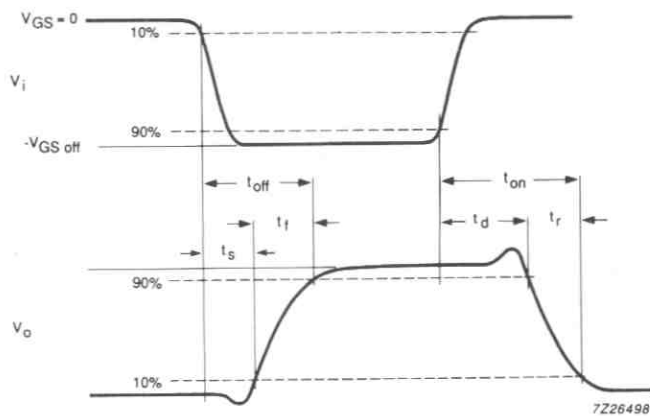 V_GS = 0
10%
V_i
90%
-V_GS off
t_off
t_on
t_f
t_d
t_r
t_s
90%
V_o
10%
7Z26498